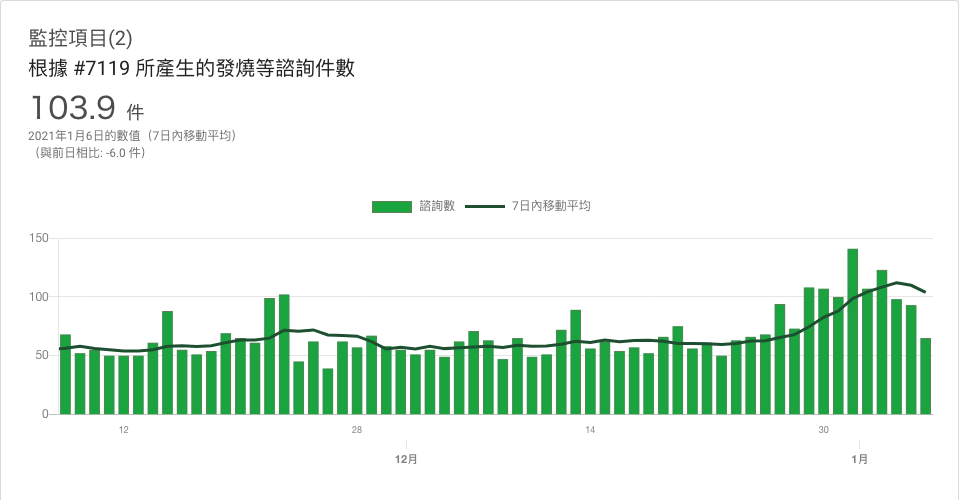 監控項目(2)
根據 #7119 所產生的發燒等諮詢件數
103.9 件
2021年1月6日的數值（7日內移動平均）
（與前日相比: -6.0 件）
諮詢數 7日內移動平均
150
100
50
0
12 28 14 30
12月 1月